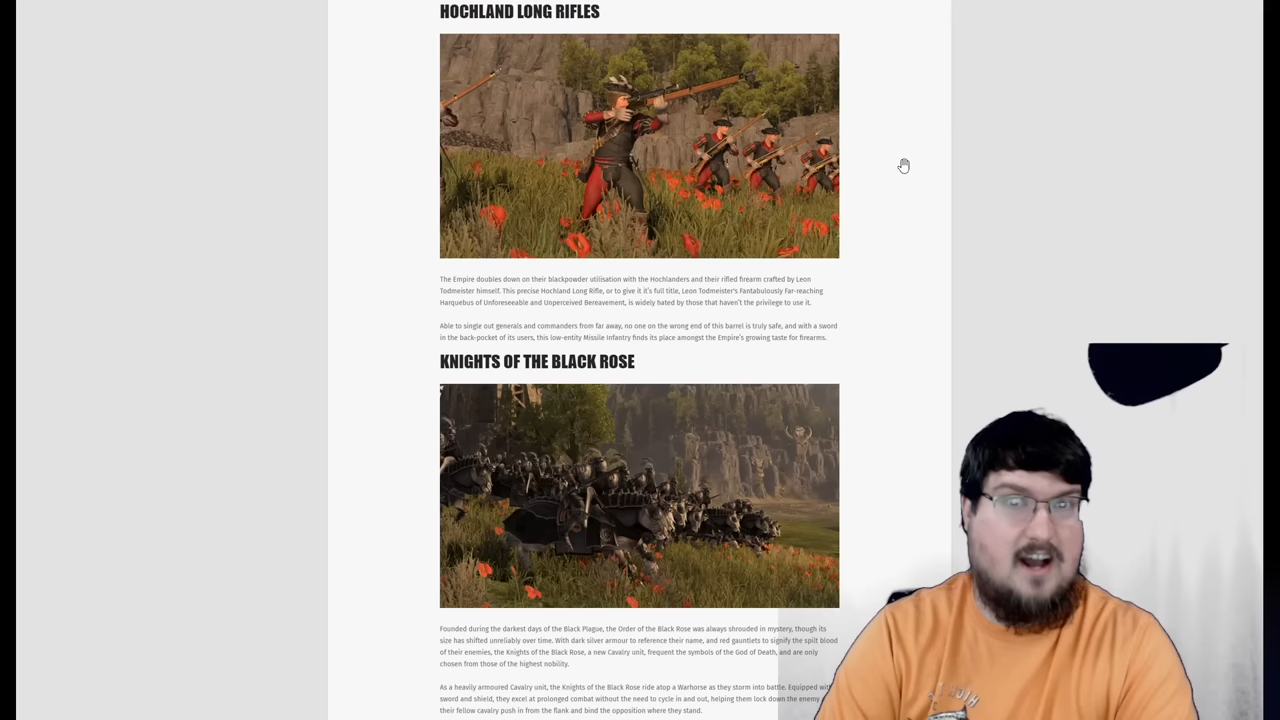 HOCHLAND LONG RIFLES
The Empire doubles down on their blackpowder utilisation with the Hochlanders and their rifled firearm crafted by Leon
Todmeister himself. This precise Hochland Long Rifle, or to give it it's full title, Leon Todmeister's Fantabulously Far-reaching
Harquebus of Unforeseeable and Unperceived Bereavement, is widely hated by those that haven't the privilege to use it.
Able to single out generals and commanders from far away, no one on the wrong end of this barrel is truly safe, and with a sword
in the back-pocket of its users, this low-entity Missile Infantry finds its place amongst the Empire's growing taste for firearms.
KNIGHTS OF THE BLACK ROSE
Founded during the darkest days of the Black Plague, the Order of the Black Rose was always shrouded in mystery, though its
size has shifted unreliably over time. With dark silver armour to reference their name, and red gauntlets to signify the spilt blood
of their enemies, the Knights of the Black Rose, a new Cavalry unit, frequent the symbols of the God of Death, and are only
chosen from those of the highest nobility.
As a heavily armoured Cavalry unit, the Knights of the Black Rose ride atop a Warhorse as they storm into battle. Equipped with
sword and shield, they excel at prolonged combat without the need to cycle in and out, helping them lock down the enemy
their fellow cavalry push in from the flank and bind the opposition where they stand.